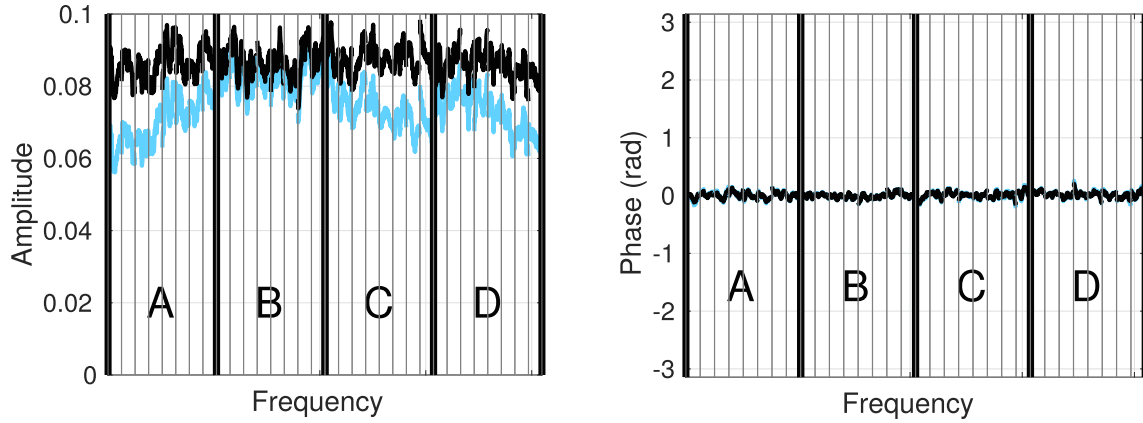 0.1
0.08
0.06
0.04
0.02
0
Amplitude
A B C D
Frequency
3
2
1
0
-1
-2
-3
Phase (rad)
A B C D
Frequency